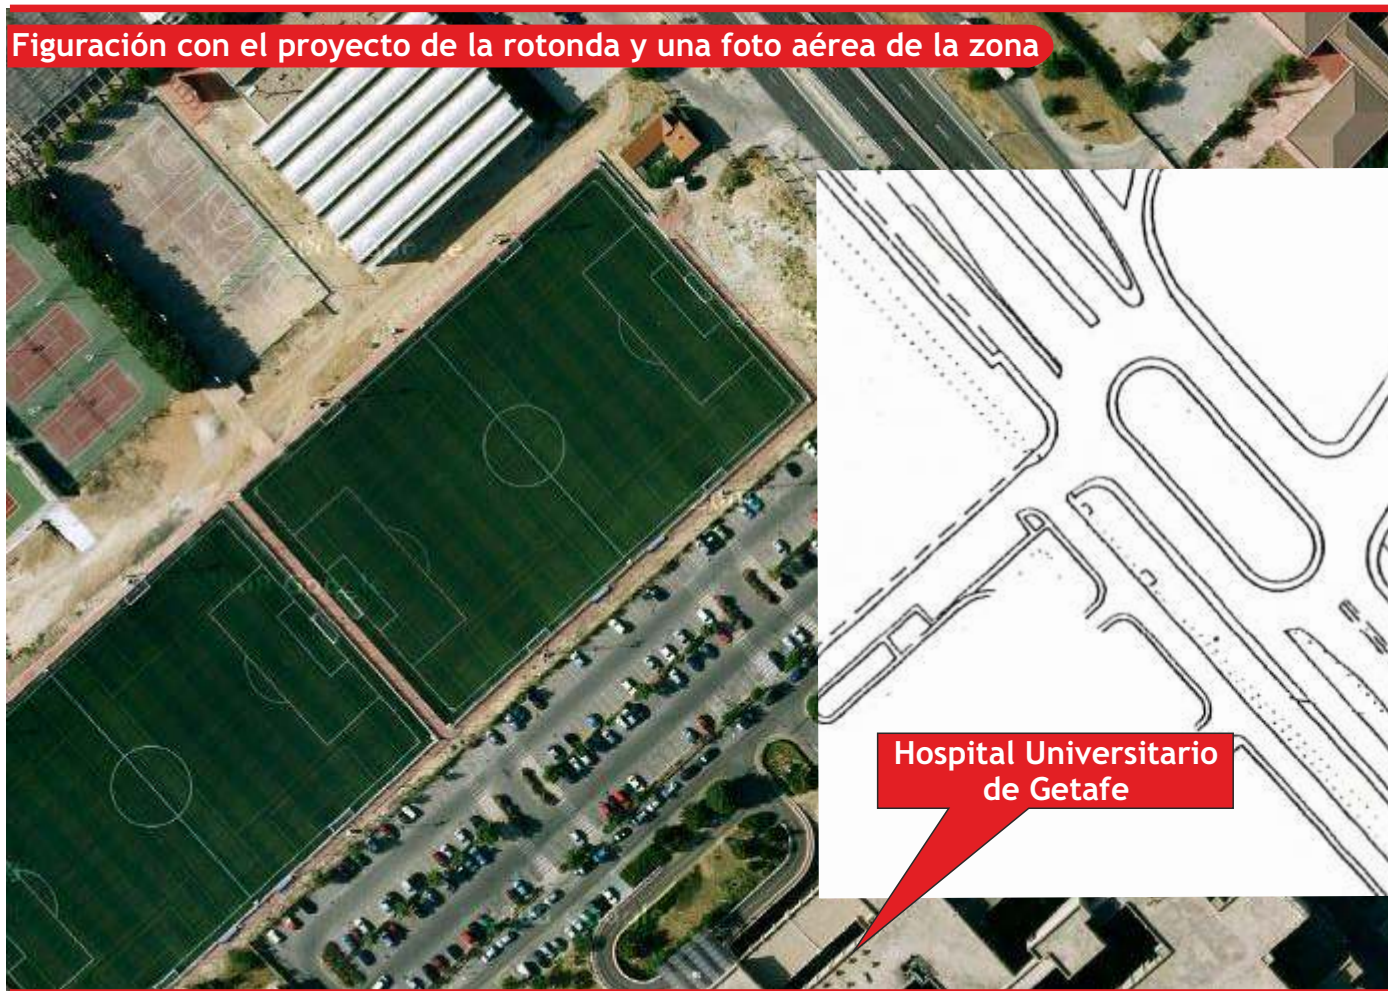 Figuración con el proyecto de la rotonda y una foto aérea de la zona
Hospital Universitario
de Getafe